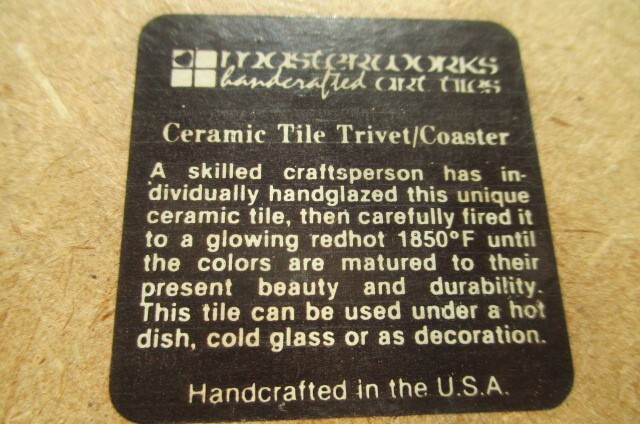 masterworks
handcrafted art tiles
Ceramic Tile Trivet/Coaster
A skilled craftsperson has in-
dividually handglazed this unique
ceramic tile, then carefully fired it
to a glowing redhot 1850°F until
the colors are matured to their
present beauty and durability.
This tile can be used under a hot
dish, cold glass or as decoration.
Handcrafted in the U.S.A.